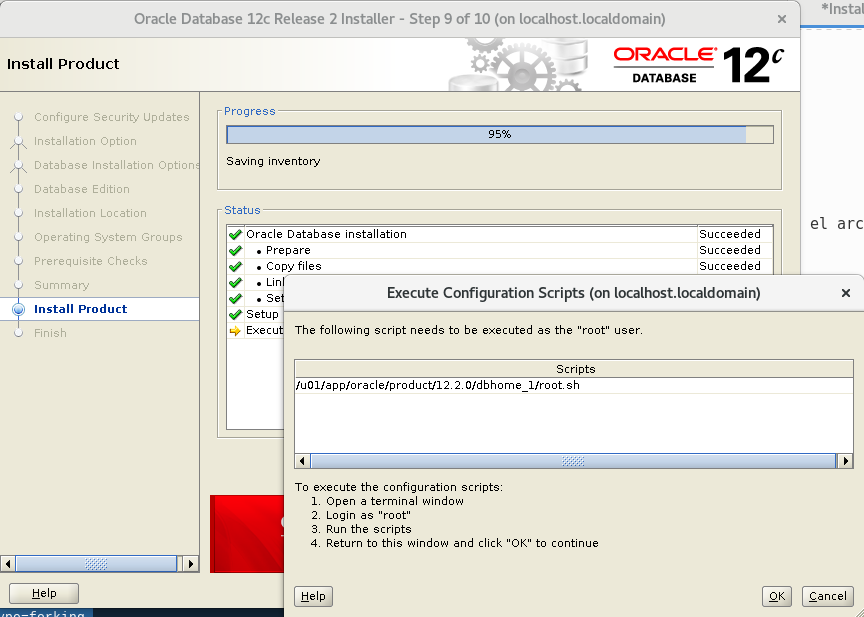 Oracle Database 12c Release 2 Installer - Step 9 of 10 (on localhost.localdomain)
*Instal
Install Product
ORACLE
DATABASE
12c
Configure Security Updates
Installation Option
Database Installation Options
Database Edition
Installation Location
Operating System Groups
Prerequisite Checks
Summary
Install Product
Finish
Progress
95%
Saving inventory
Status
Oracle Database installation Succeeded
• Prepare Succeeded
• Copy files Succeeded
• Lin
• Set
Setup
Execut
el arc
Execute Configuration Scripts (on localhost.localdomain)
The following script needs to be executed as the "root" user.
Scripts
/u01/app/oracle/product/12.2.0/dbhome_1/root.sh
To execute the configuration scripts:
1. Open a terminal window
2. Login as "root"
3. Run the scripts
4. Return to this window and click "OK" to continue
Help
OK
Cancel
Help
ype=forking